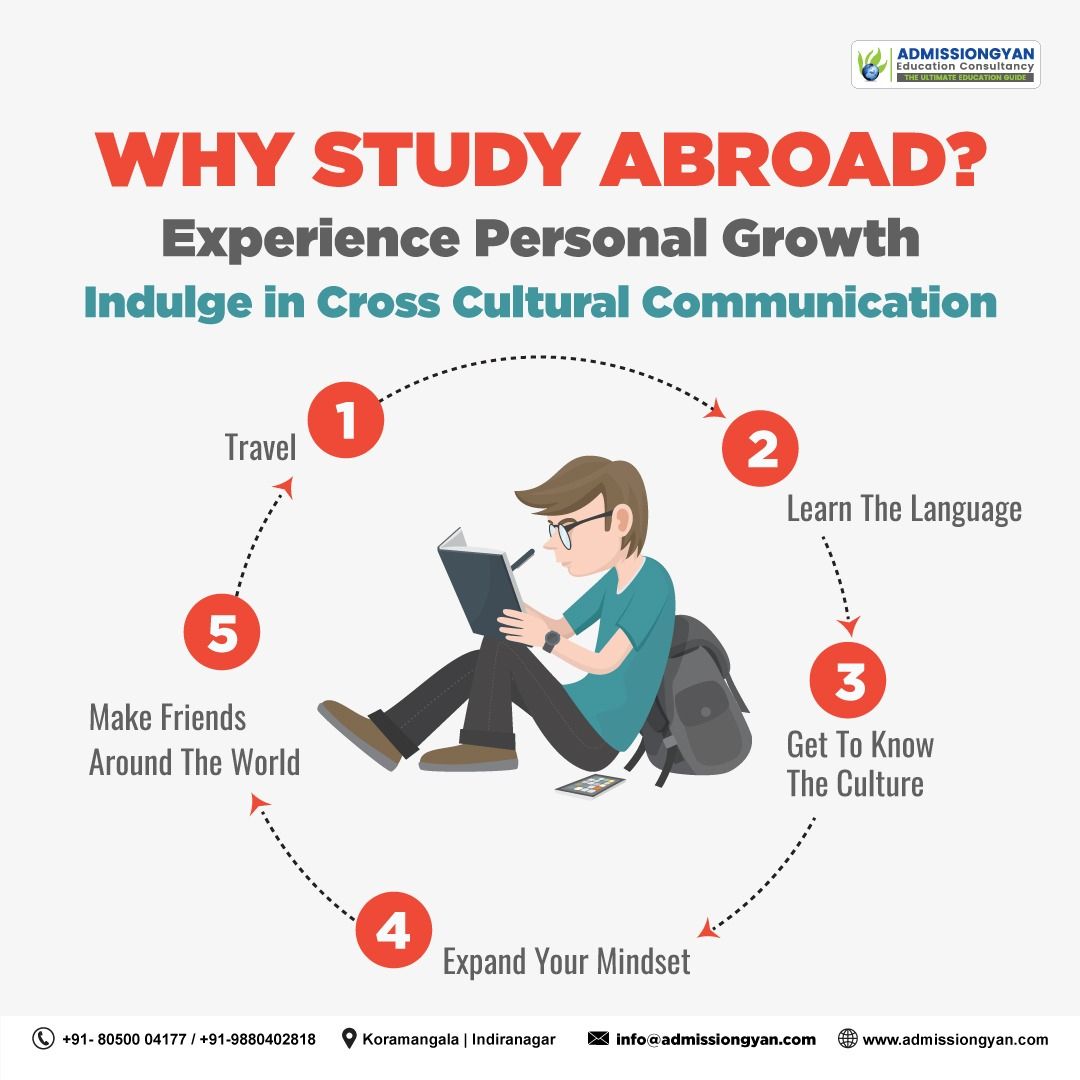 ADMISSIONGYAN
Education Consultancy
THE ULTIMATE EDUCATION GUIDE
WHY STUDY ABROAD?
Experience Personal Growth
Indulge in Cross Cultural Communication
1
Travel
2
Learn The Language
3
Get To Know
The Culture
4
Expand Your Mindset
5
Make Friends
Around The World
+91- 80500 04177 / +91-9880402818
Koramangala | Indiranagar
info@admissiongyan.com
www.admissiongyan.com